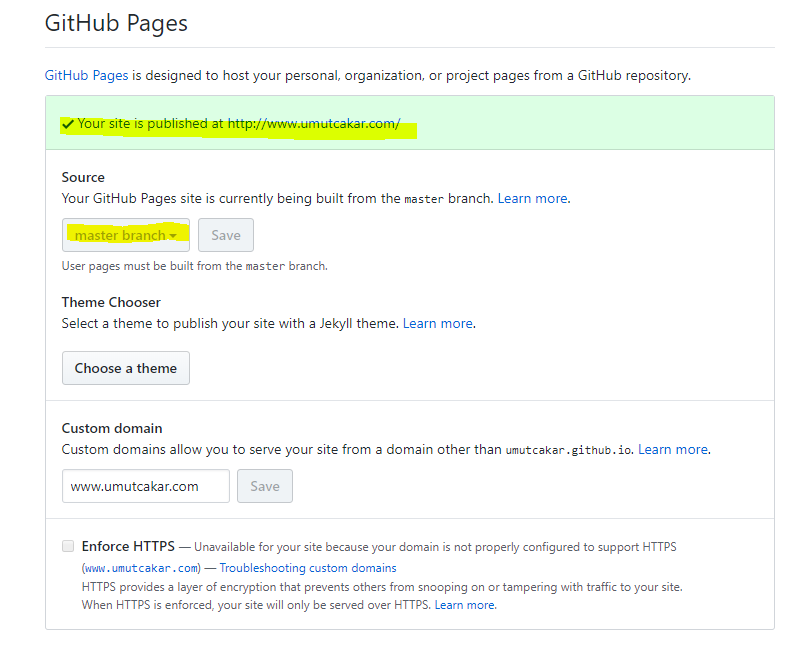 GitHub Pages
GitHub Pages is designed to host your personal, organization, or project pages from a GitHub repository.
✔ Your site is published at http://www.umutcakar.com/
Source
Your GitHub Pages site is currently being built from the master branch. Learn more.
master branch ▾ Save
User pages must be built from the master branch.
Theme Chooser
Select a theme to publish your site with a Jekyll theme. Learn more.
Choose a theme
Custom domain
Custom domains allow you to serve your site from a domain other than umutcakar.github.io. Learn more.
www.umutcakar.com Save
Enforce HTTPS — Unavailable for your site because your domain is not properly configured to support HTTPS
(www.umutcakar.com) — Troubleshooting custom domains
HTTPS provides a layer of encryption that prevents others from snooping on or tampering with traffic to your site.
When HTTPS is enforced, your site will only be served over HTTPS. Learn more.